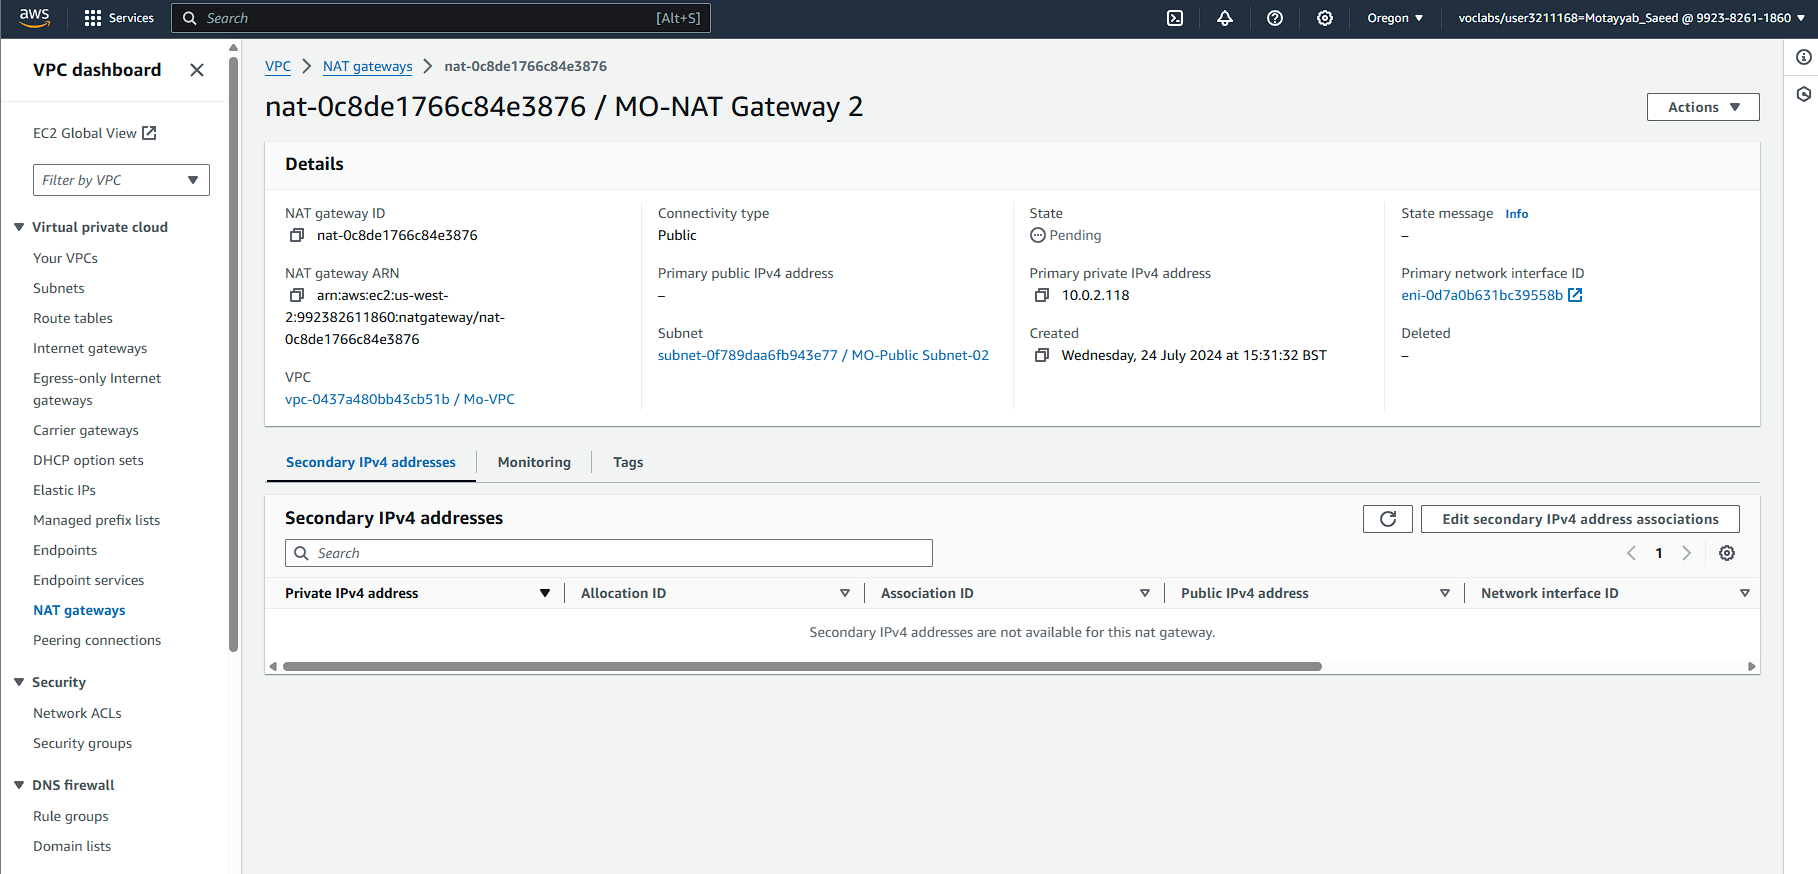 aws
Services
Search
[Alt+S]
Oregon
voclabs/user3211168=Motayyab_Saeed @ 9923-8261-1860
VPC dashboard
EC2 Global View
Filter by VPC
Virtual private cloud
Your VPCs
Subnets
Route tables
Internet gateways
Egress-only Internet
gateways
Carrier gateways
DHCP option sets
Elastic IPs
Managed prefix lists
Endpoints
Endpoint services
NAT gateways
Peering connections
Security
Network ACLs
Security groups
DNS firewall
Rule groups
Domain lists
VPC
NAT gateways
nat-0c8de1766c84e3876
nat-0c8de1766c84e3876 / MO-NAT Gateway 2
Actions
Details
NAT gateway ID
nat-0c8de1766c84e3876
NAT gateway ARN
arn:aws:ec2:us-west-
2:992382611860:natgateway/nat-
0c8de1766c84e3876
VPC
vpc-0437a480bb43cb51b / Mo-VPC
Connectivity type
Public
Primary public IPv4 address
–
Subnet
subnet-0f789daa6fb943e77 / MO-Public Subnet-02
State
Pending
Primary private IPv4 address
10.0.2.118
Created
Wednesday, 24 July 2024 at 15:31:32 BST
State message Info
–
Primary network interface ID
eni-0d7a0b631bc39558b
Deleted
–
Secondary IPv4 addresses
Monitoring
Tags
Secondary IPv4 addresses
Edit secondary IPv4 address associations
Search
1
Private IPv4 address
Allocation ID
Association ID
Public IPv4 address
Network interface ID
Secondary IPv4 addresses are not available for this nat gateway.